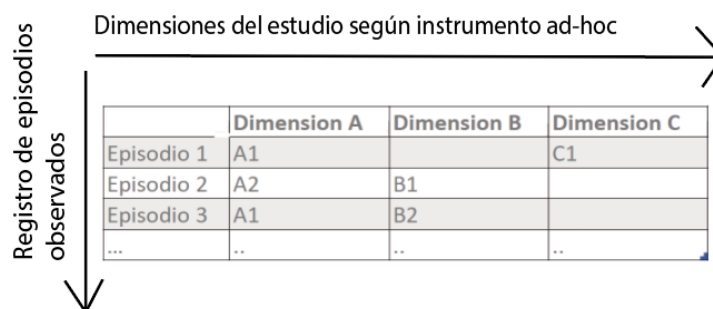 Dimensiones del estudio según instrumento ad-hoc
Registro de episodios
observados
Dimension A Dimension B Dimension C
Episodio 1 A1 C1
Episodio 2 A2 B1
Episodio 3 A1 B2
... .. .. ..